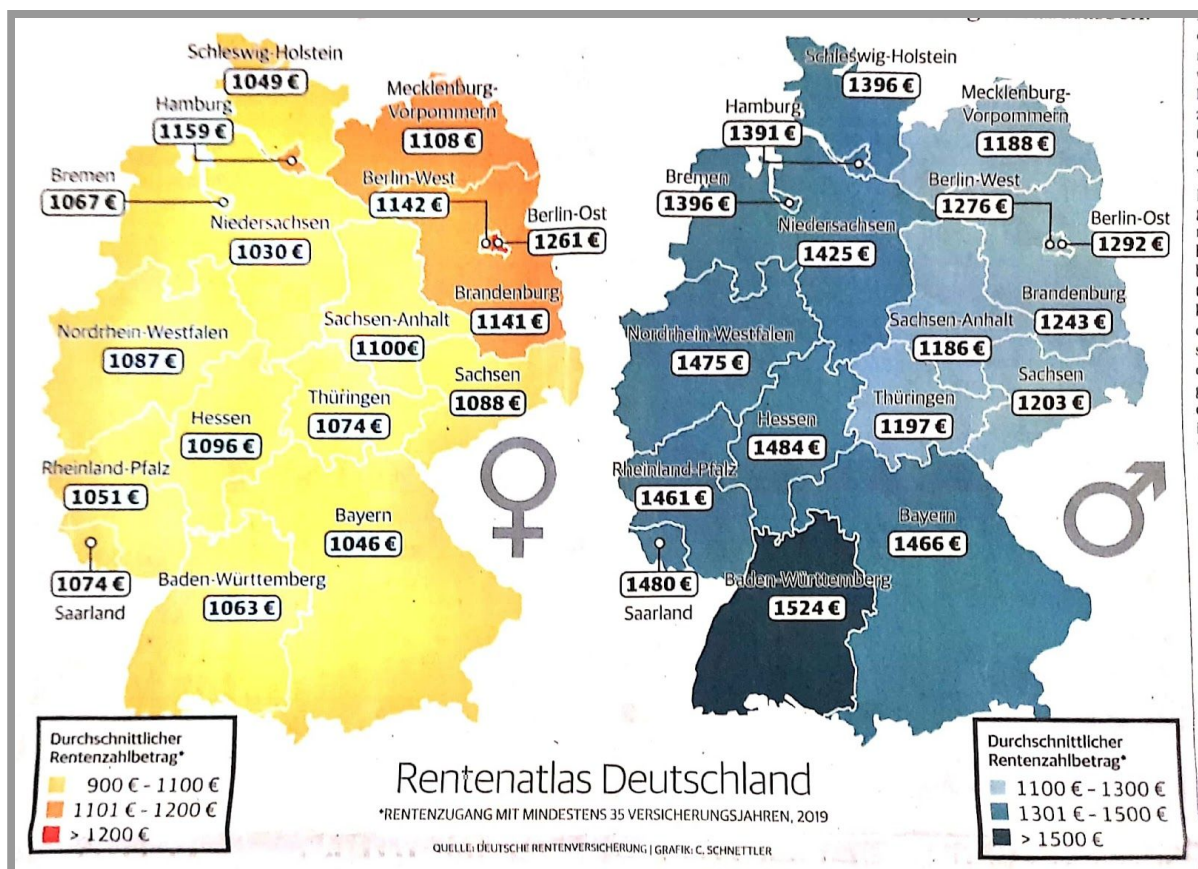 Schleswig-Holstein
1049 €
Hamburg
1159 €
Mecklenburg-
Vorpommern
1108 €
Bremen
1067 €
Berlin-West
1142 €
Berlin-Ost
1261 €
Niedersachsen
1030 €
Brandenburg
1141 €
Nordrhein-Westfalen
1087 €
Sachsen-Anhalt
1100€
Sachsen
1088 €
Hessen
1096 €
Thüringen
1074 €
Rheinland-Pfalz
1051 €
Bayern
1046 €
1074 €
Saarland
Baden-Württemberg
1063 €
Durchschnittlicher
Rentenzahlbetrag*
900 € - 1100 €
1101 € - 1200 €
> 1200 €
Schleswig-Holstein
1396 €
Hamburg
1391 €
Mecklenburg-
Vorpommern
1188 €
Bremen
1396 €
Berlin-West
1276 €
Berlin-Ost
1292 €
Niedersachsen
1425 €
Brandenburg
1243 €
Nordrhein-Westfalen
1475 €
Sachsen-Anhalt
1186 €
Sachsen
1203 €
Hessen
1484 €
Thüringen
1197 €
Rheinland-Pfalz
1461 €
Bayern
1466 €
1480 €
Saarland
Baden-Württemberg
1524 €
Durchschnittlicher
Rentenzahlbetrag*
1100 € - 1300 €
1301 € - 1500 €
> 1500 €
Rentenatlas Deutschland
*RENTENZUGANG MIT MINDESTENS 35 VERSICHERUNGSJAHREN, 2019
QUELLE: DEUTSCHE RENTENVERSICHERUNG | GRAFIK: C. SCHNETTLER